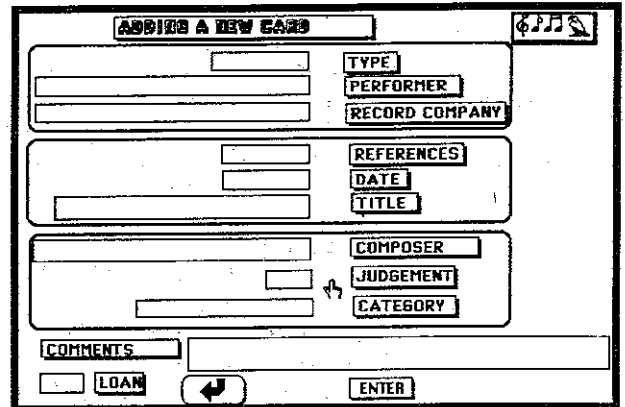 ADDING A NEW CARD
TYPE
PERFORMER
RECORD COMPANY
REFERENCES
DATE
TITLE
COMPOSER
JUDGEMENT
CATEGORY
COMMENTS
LOAN
ENTER